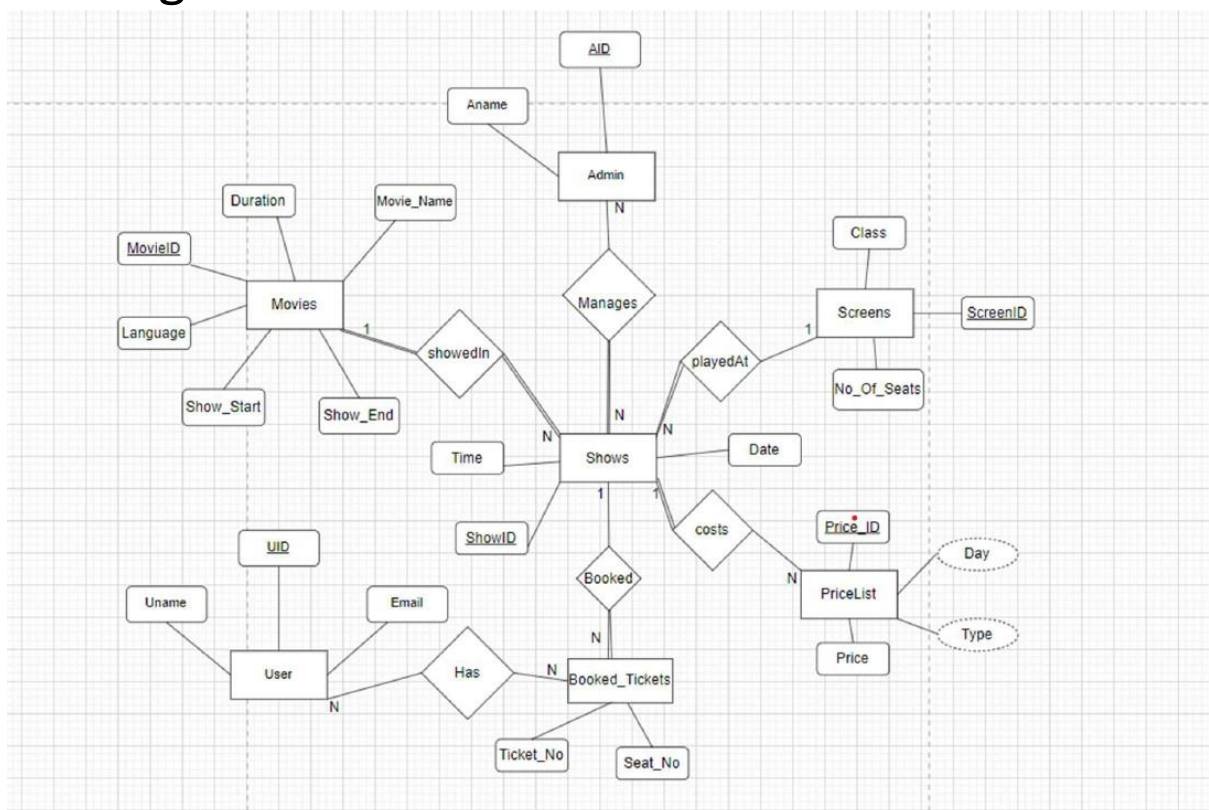 AID
Aname
Admin
N
Duration
Movie_Name
MovieID
Movies
Language
Show_Start
Show_End
1
showedIn
N
Manages
N
Class
Screens
ScreenID
1
No_Of_Seats
playedAt
N
Time
Shows
Date
ShowID
1
1
costs
Price_ID
Day
N
PriceList
Type
Price
UID
Uname
Email
User
N
Has
N
Booked
N
Booked_Tickets
Ticket_No
Seat_No